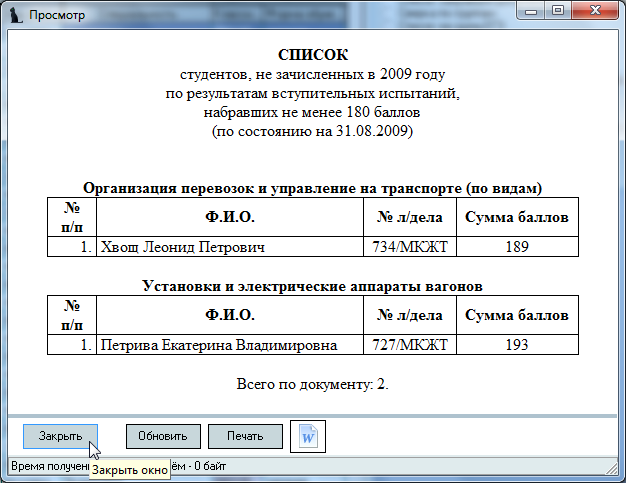 Просмотр
СПИСОК
студентов, не зачисленных в 2009 году
по результатам вступительных испытаний,
набравших не менее 180 баллов
(по состоянию на 31.08.2009)
Организация перевозок и управление на транспорте (по видам)
№ п/п Ф.И.О. № л/дела Сумма баллов
1. Хвощ Леонид Петрович 734/МКЖТ 189
Установки и электрические аппараты вагонов
№ п/п Ф.И.О. № л/дела Сумма баллов
1. Петрива Екатерина Владимировна 727/МКЖТ 193
Всего по документу: 2.
Закрыть Обновить Печать W
Время Закрыть окно - 0 байт